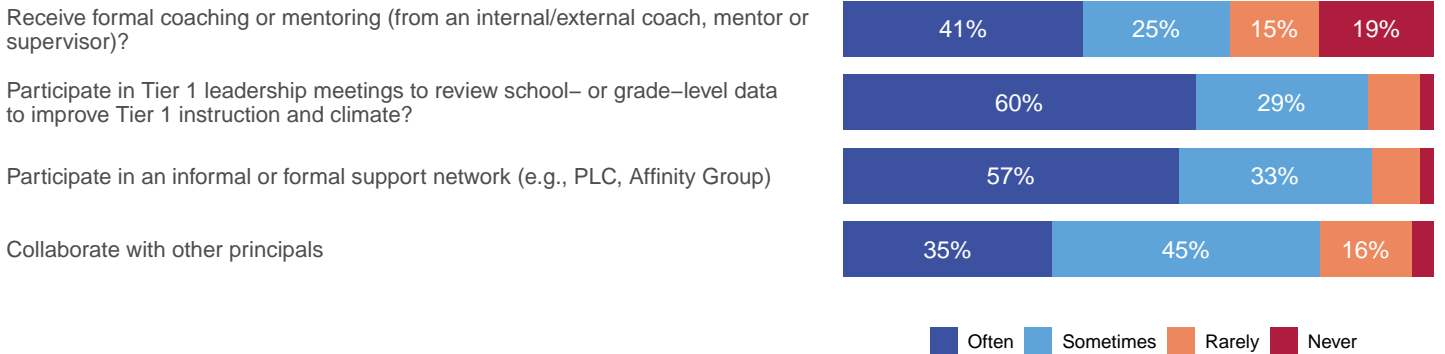 Receive formal coaching or mentoring (from an internal/external coach, mentor or
supervisor)?
41% 25% 15% 19%
Participate in Tier 1 leadership meetings to review school− or grade−level data
to improve Tier 1 instruction and climate?
60% 29%
Participate in an informal or formal support network (e.g., PLC, Affinity Group)
57% 33%
Collaborate with other principals
35% 45% 16%
Often Sometimes Rarely Never